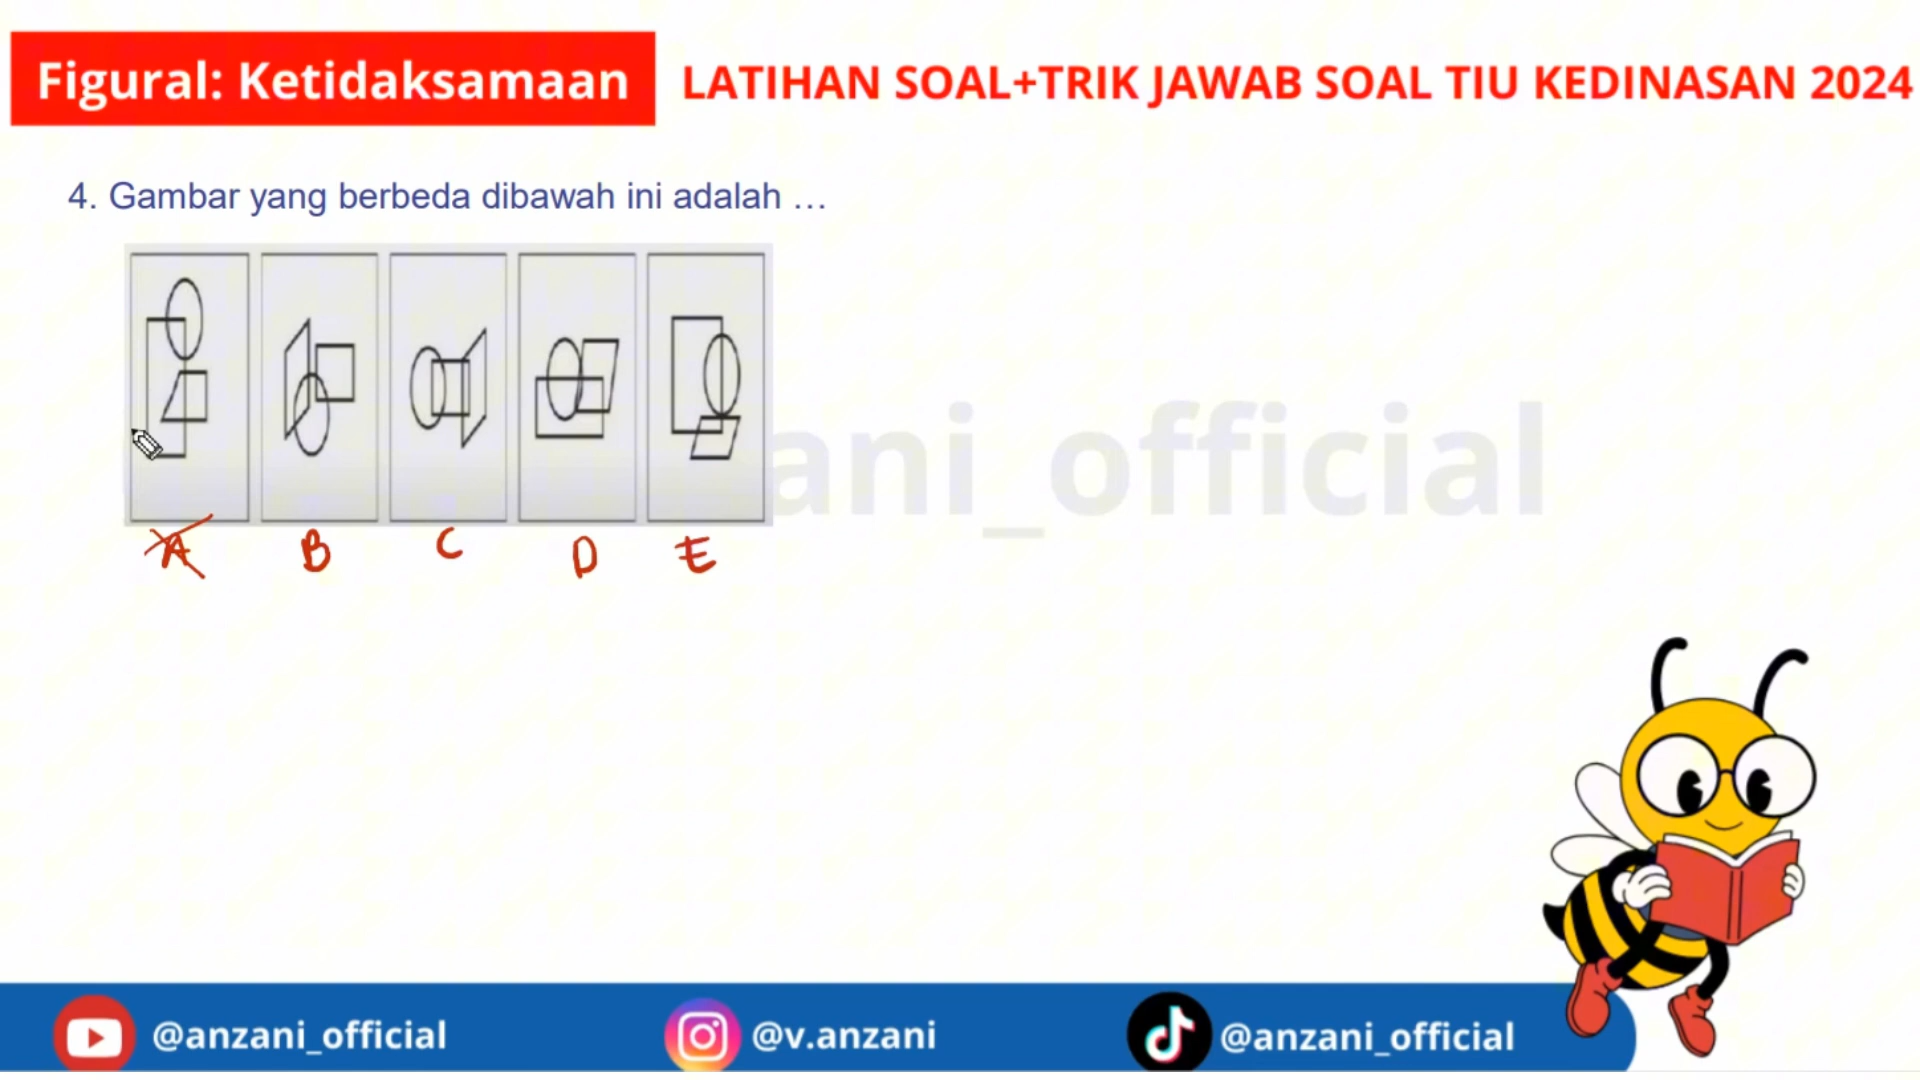 Figural: Ketidaksamaan
LATIHAN SOAL+TRIK JAWAB SOAL TIU KEDINASAN 2024
4. Gambar yang berbeda dibawah ini adalah ...
ani_official
A B C D E
@anzani_official
@v.anzani
@anzani_official